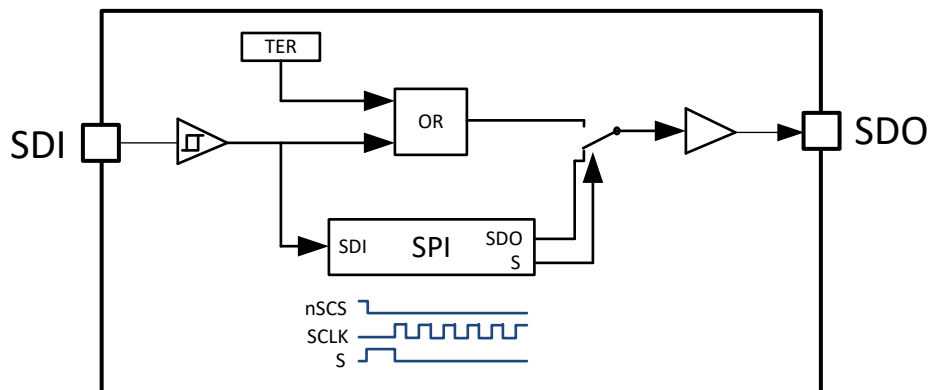 TER
OR
SDI
SDO
SDI
SPI
SDO
S
nSCS
SCLK
S